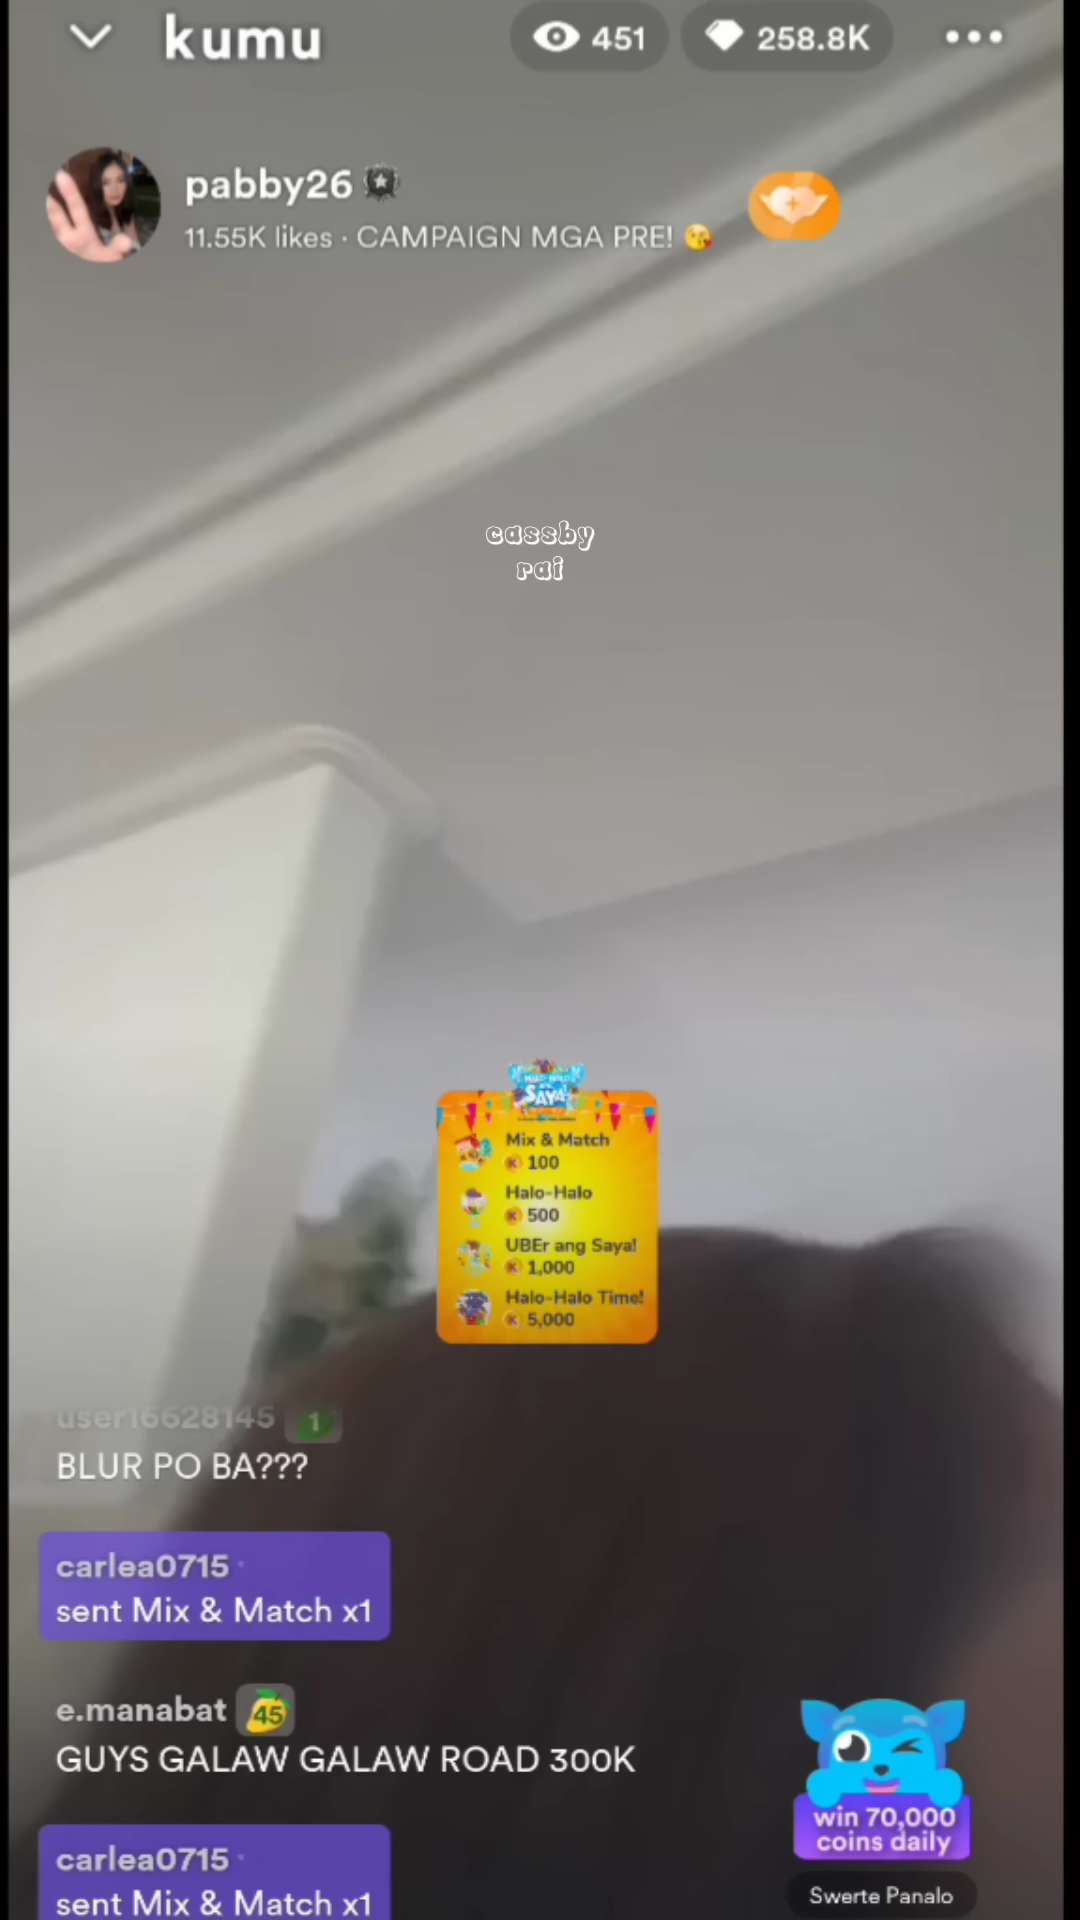 kumu
451
258.8K
pabby26
11.55K likes · CAMPAIGN MGA PRE! 😘
cassby
rai
SAYA!
Mix & Match
100
Halo-Halo
500
UBEr ang Saya!
1,000
Halo-Halo Time!
5,000
user16628145 1
BLUR PO BA???
carlea0715 ·
sent Mix & Match x1
e.manabat 45
GUYS GALAW GALAW ROAD 300K
carlea0715 ·
sent Mix & Match x1
win 70,000
coins daily
Swerte Panalo